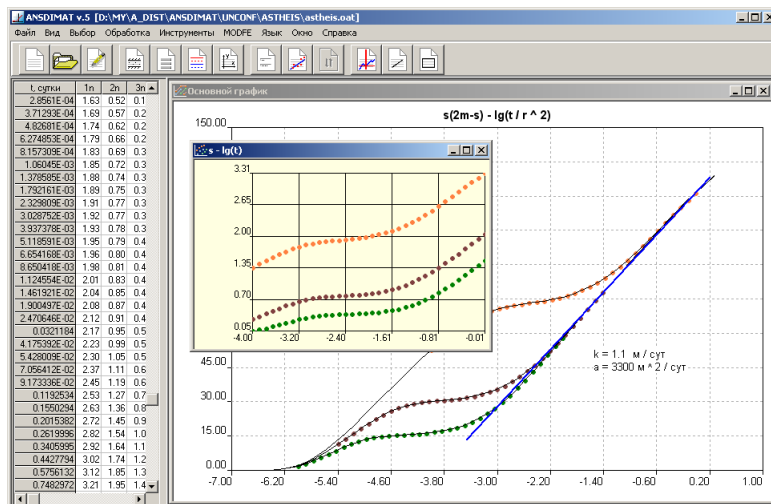 ANSDIMAT v.5 [D:\MY\A_DIST\ANSDIMAT\UNCONF\ASTHEIS\astheis.oat]
Файл Вид Выбор Обработка Инструменты MODFE Язык Окно Справка
t, сутки 1n 2n 3n
2.8561E-04 1.63 0.52 0.1
3.71293E-04 1.69 0.57 0.2
4.82681E-04 1.74 0.62 0.2
6.274853E-04 1.79 0.66 0.2
8.157309E-04 1.83 0.69 0.3
1.06045E-03 1.85 0.72 0.3
1.378585E-03 1.88 0.74 0.3
1.792161E-03 1.89 0.75 0.3
2.329809E-03 1.91 0.77 0.3
3.028752E-03 1.92 0.77 0.3
3.937378E-03 1.93 0.78 0.3
5.118591E-03 1.95 0.79 0.4
6.654168E-03 1.96 0.80 0.4
8.650418E-03 1.98 0.81 0.4
1.124554E-02 2.01 0.83 0.4
1.461921E-02 2.04 0.85 0.4
1.900497E-02 2.08 0.87 0.4
2.470646E-02 2.12 0.91 0.4
0.0321184 2.17 0.95 0.5
4.175392E-02 2.23 0.99 0.5
5.428009E-02 2.30 1.05 0.5
7.056412E-02 2.37 1.11 0.6
9.173336E-02 2.45 1.19 0.6
0.1192534 2.53 1.27 0.7
0.1550294 2.63 1.36 0.8
0.2015382 2.72 1.45 0.9
0.2619996 2.82 1.54 1.0
0.3405995 2.92 1.64 1.1
0.4427794 3.02 1.74 1.2
0.5756132 3.12 1.85 1.3
0.7482972 3.21 1.95 1.4
Основной график
s(2m-s) - lg(t / r ^ 2)
150.00
s - lg(t)
3.31
2.65
2.00
1.35
0.70
0.05
-4.00 -3.20 -2.40 -1.61 -0.81 -0.01
k = 1.1 м / сут
a = 3300 м ^ 2 / сут
45.00
30.00
15.00
0.00
-7.00 -6.20 -5.40 -4.60 -3.80 -3.00 -2.20 -1.40 -0.60 0.20 1.00